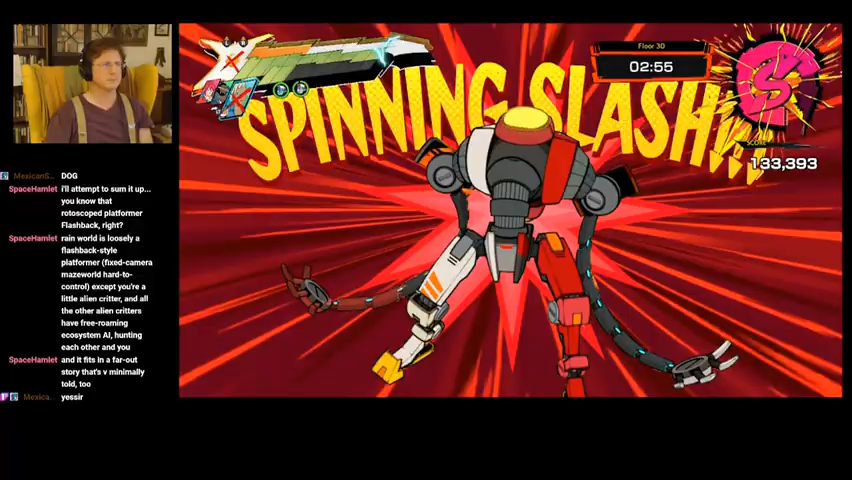 Floor 3D
02:55
SPINNING SLASH!!!
S
SCORE
133,393
MexicanS... DOG
SpaceHamlet i'll attempt to sum it up...
you know that
rotoscoped platformer
Flashback, right?
SpaceHamlet rain world is loosely a
flashback-style
platformer (fixed-camera
mazeworld hard-to-
control) except you're a
little alien critter, and all
the other alien critters
have free-roaming
ecosystem AI, hunting
each other and you
SpaceHamlet and it fits in a far-out
story that's v minimally
told, too
Mexica... yessir